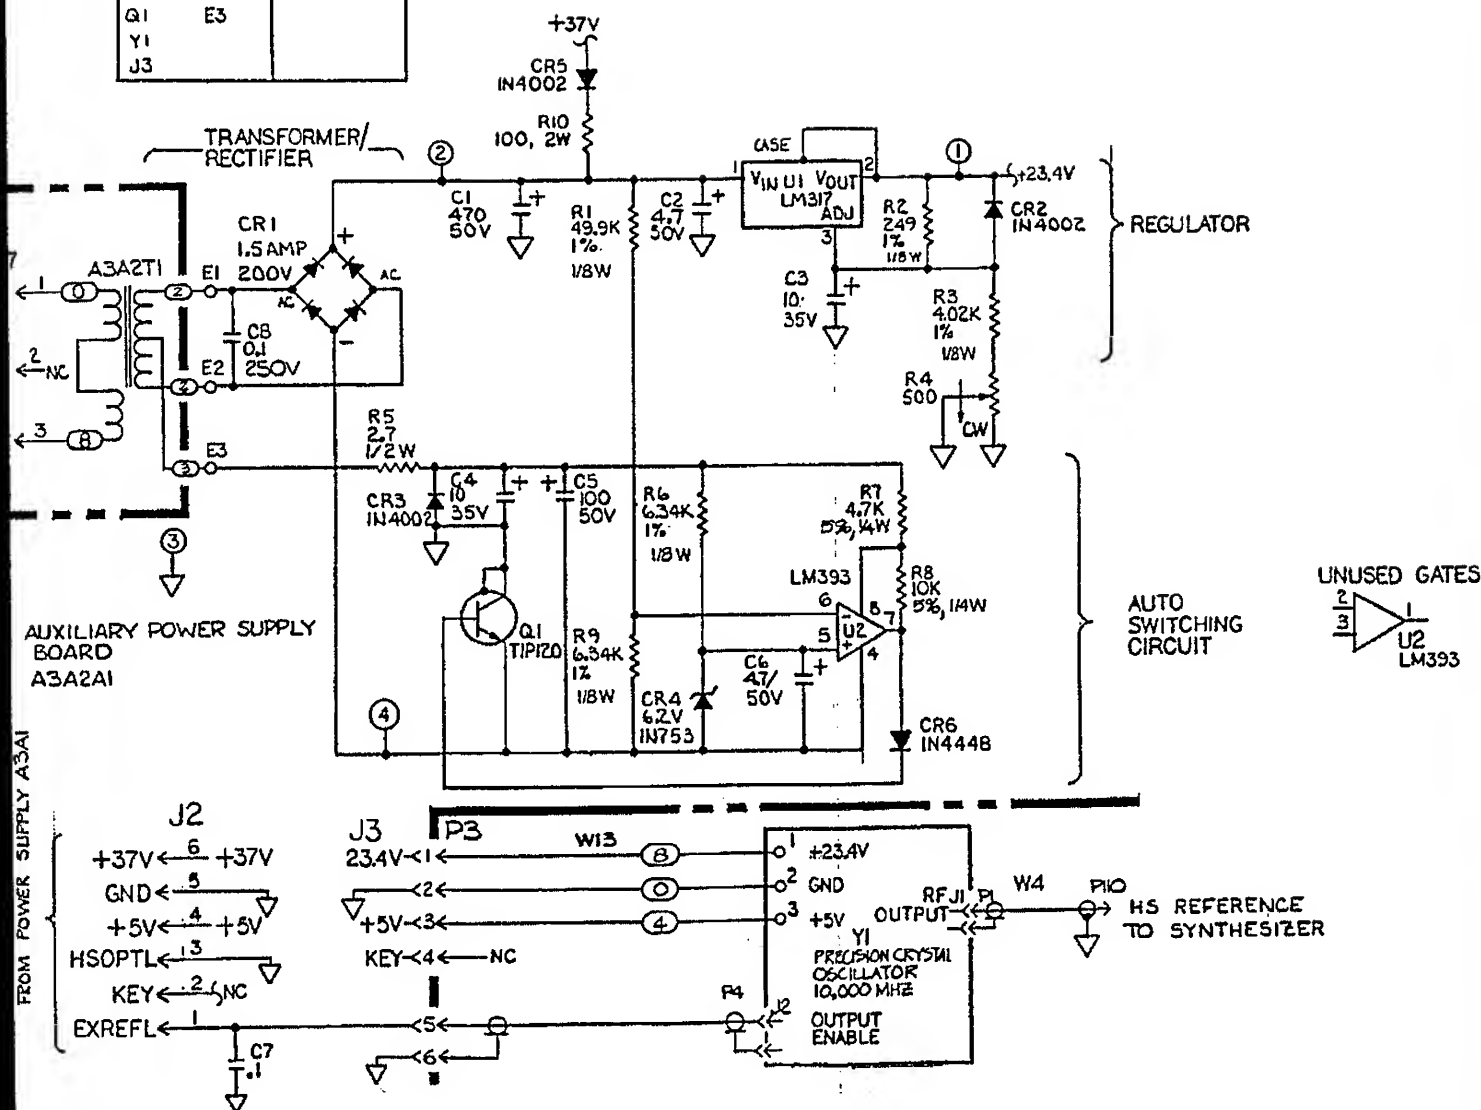 Q1 E3
Y1
J3
+37V
CR5
1N4002
R10
100, 2W
TRANSFORMER/
RECTIFIER
2
CASE
1
2
VIN U1 VOUT
LM317
ADJ
3
1
+23.4V
C1
470
50V
+
R1
49.9K
1%
1/8W
C2
4.7
50V
+
R2
249
1%
1/8W
CR2
1N4002
REGULATOR
CR1
1.5AMP
200V
+
AC
AC
-
7
A3A2T1
1
0
2
E1
C8
0.1
250V
2
NC
2
E2
3
8
3
E3
C3
10
35V
+
R3
4.02K
1%
1/8W
R4
500
CW
R5
2.7
1/2W
CR3
1N4002
C4
10
35V
+
+
C5
100
50V
R6
6.34K
1%
1/8W
R7
4.7K
5%, 1/4W
3
LM393
R8
10K
5%, 1/4W
6
-
8
7
U2
5
+
4
AUTO
SWITCHING
CIRCUIT
UNUSED GATES
2
3
1
U2
LM393
AUXILIARY POWER SUPPLY
BOARD
A3A2A1
Q1
TIP120
R9
6.34K
1%
1/8W
CR4
6.2V
1N753
C6
4.7/
50V
+
4
CR6
1N4448
FROM POWER SUPPLY A3A1
J2
+37V 6 +37V
GND 5
+5V 4 +5V
HSOPTL 3
KEY 2 NC
EXREFL 1
C7
.1
J3 P3
23.4V 1
2
+5V 3
KEY 4 NC
5
6
W13
8
0
4
1 +23.4V
2 GND
3 +5V
RF J1 P1
OUTPUT
W4
P110
HS REFERENCE
TO SYNTHESIZER
Y1
PRECISION CRYSTAL
OSCILLATOR
10,000 MHZ
P4
J2
OUTPUT
ENABLE